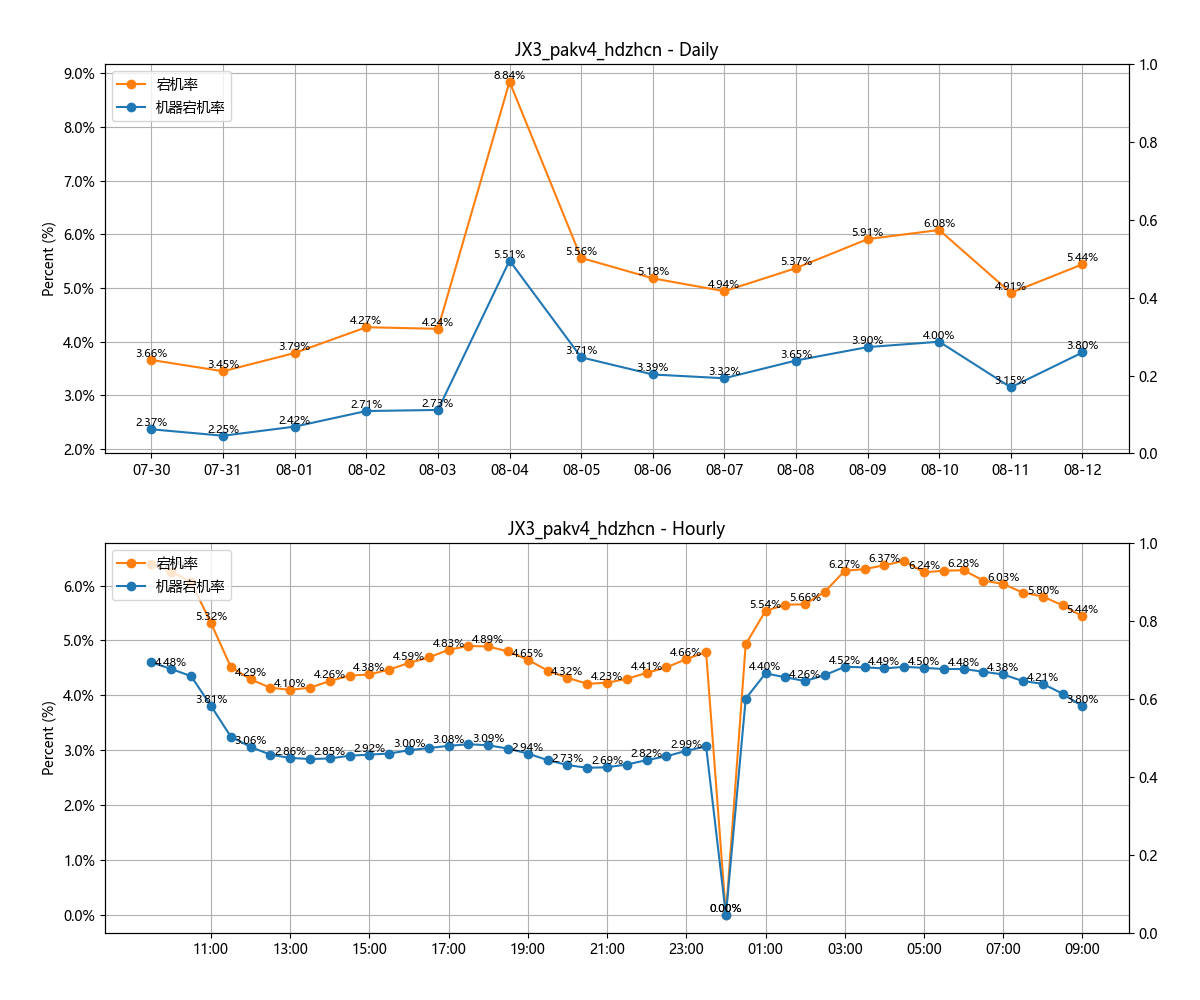 JX3_pakv4_hdzhcn - Daily
宕机率
机器宕机率
Percent (%)
9.0%
8.0%
7.0%
6.0%
5.0%
4.0%
3.0%
2.0%
1.0
0.8
0.6
0.4
0.2
0.0
3.66% 3.45% 3.79% 4.27% 4.24% 8.84% 5.56% 5.18% 4.94% 5.37% 5.91% 6.08% 4.91% 5.44%
2.37% 2.25% 2.42% 2.71% 2.73% 5.51% 3.71% 3.39% 3.32% 3.65% 3.90% 4.00% 3.15% 3.80%
07-30 07-31 08-01 08-02 08-03 08-04 08-05 08-06 08-07 08-08 08-09 08-10 08-11 08-12
JX3_pakv4_hdzhcn - Hourly
宕机率
机器宕机率
Percent (%)
6.0%
5.0%
4.0%
3.0%
2.0%
1.0%
0.0%
1.0
0.8
0.6
0.4
0.2
0.0
5.32% 4.29% 4.10% 4.26% 4.38% 4.59% 4.83% 4.89% 4.65% 4.32% 4.23% 4.41% 4.66% 0.00% 5.54% 5.66% 6.27% 6.37% 6.24% 6.28% 6.03% 5.80% 5.44%
4.48% 3.81% 3.06% 2.86% 2.85% 2.92% 3.00% 3.08% 3.09% 2.94% 2.73% 2.69% 2.82% 2.99% 0.00% 4.40% 4.26% 4.52% 4.49% 4.50% 4.48% 4.38% 4.21% 3.80%
11:00 13:00 15:00 17:00 19:00 21:00 23:00 01:00 03:00 05:00 07:00 09:00